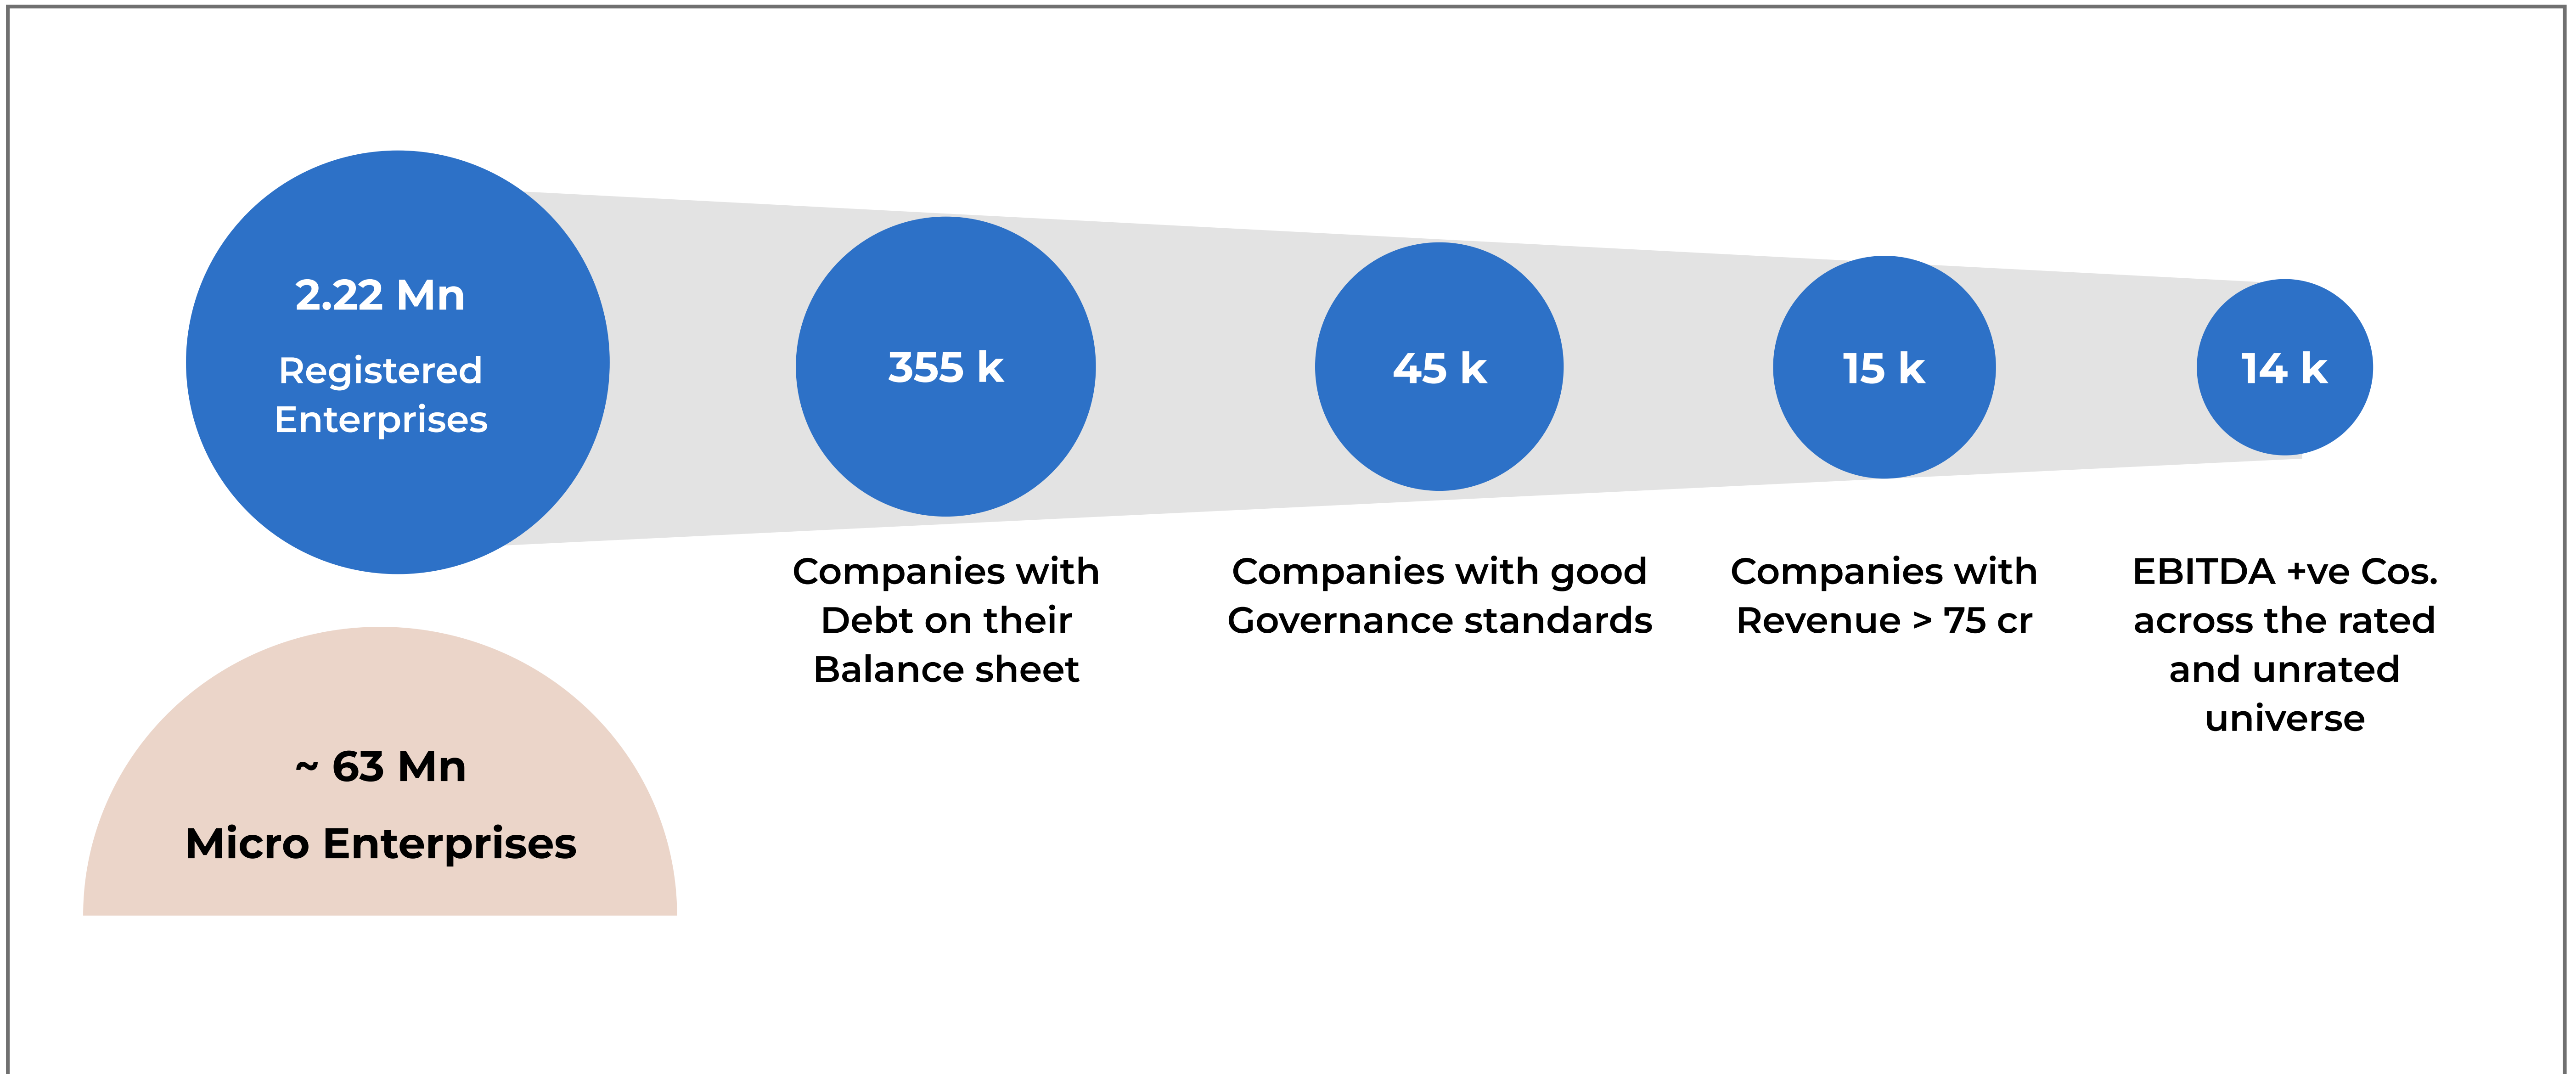 2.22 Mn
Registered
Enterprises
355 k
45 k
15 k
14 k
Companies with
Debt on their
Balance sheet
Companies with good
Governance standards
Companies with
Revenue > 75 cr
EBITDA +ve Cos.
across the rated
and unrated
universe
~ 63 Mn
Micro Enterprises